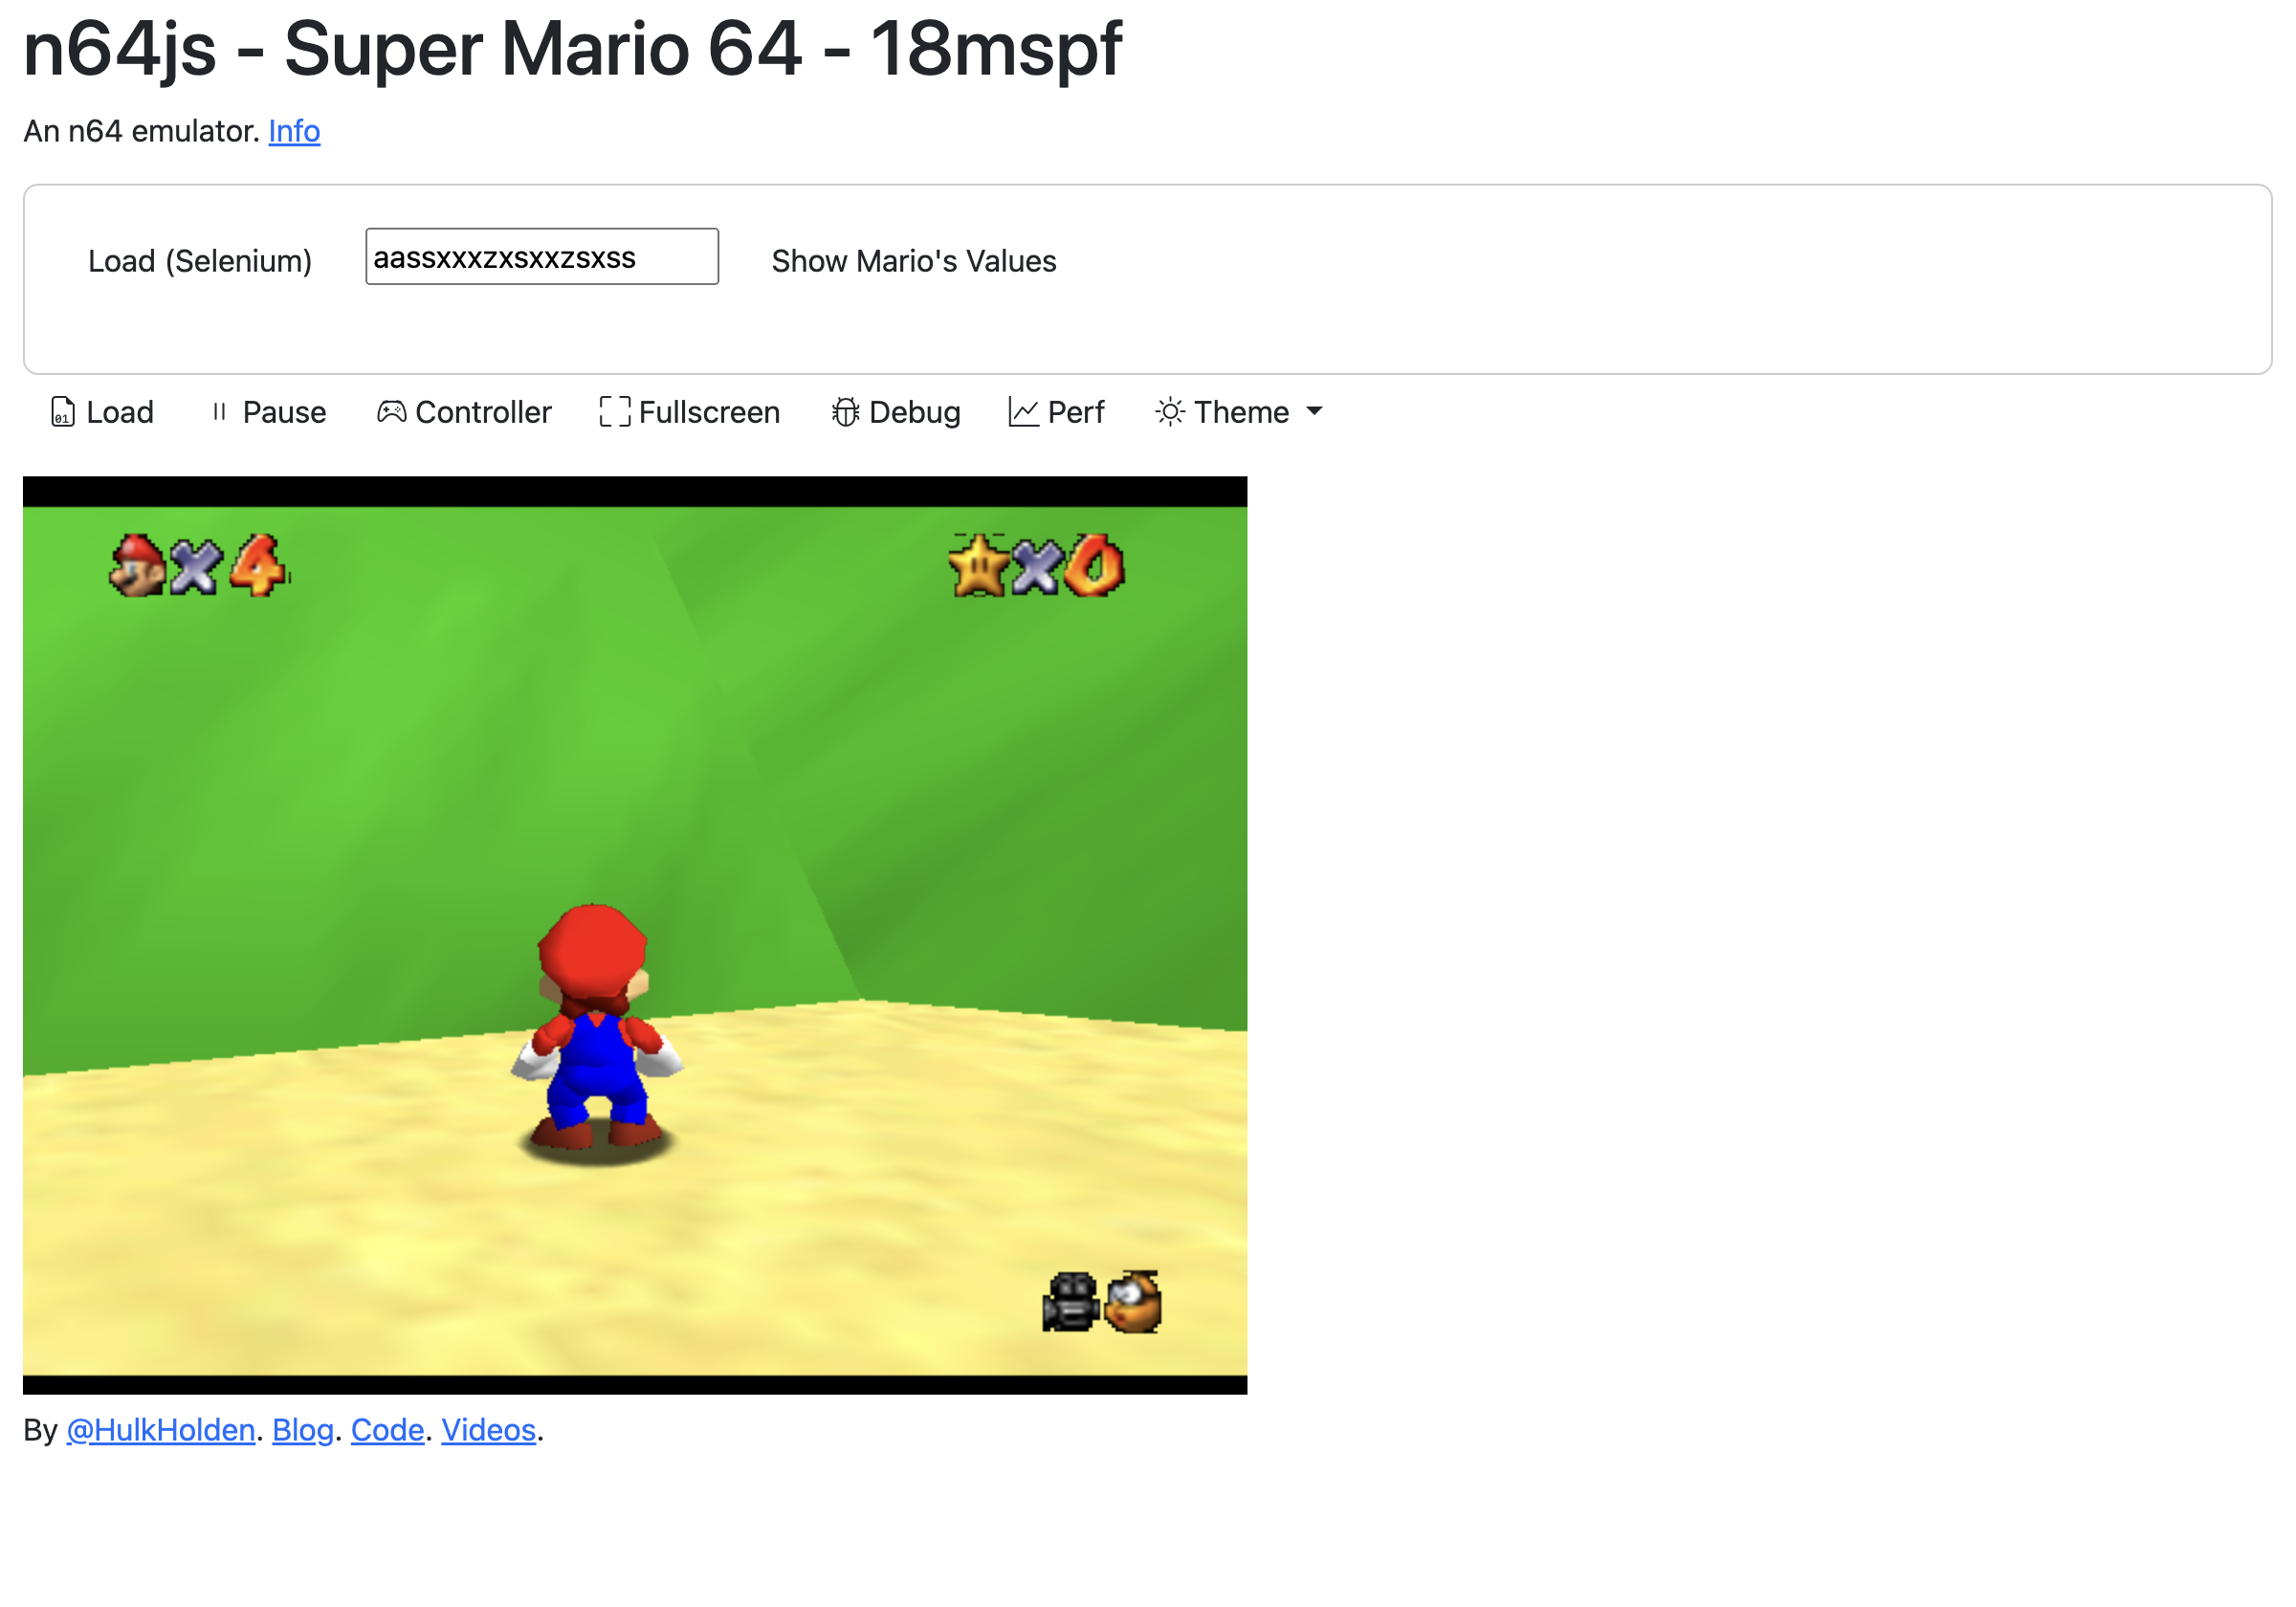 n64js - Super Mario 64 - 18mspf
An n64 emulator. Info
Load (Selenium) aassxxxzxsxxzsxss Show Mario's Values
Load Pause Controller Fullscreen Debug Perf Theme
×4 ×0
By @HulkHolden. Blog. Code. Videos.